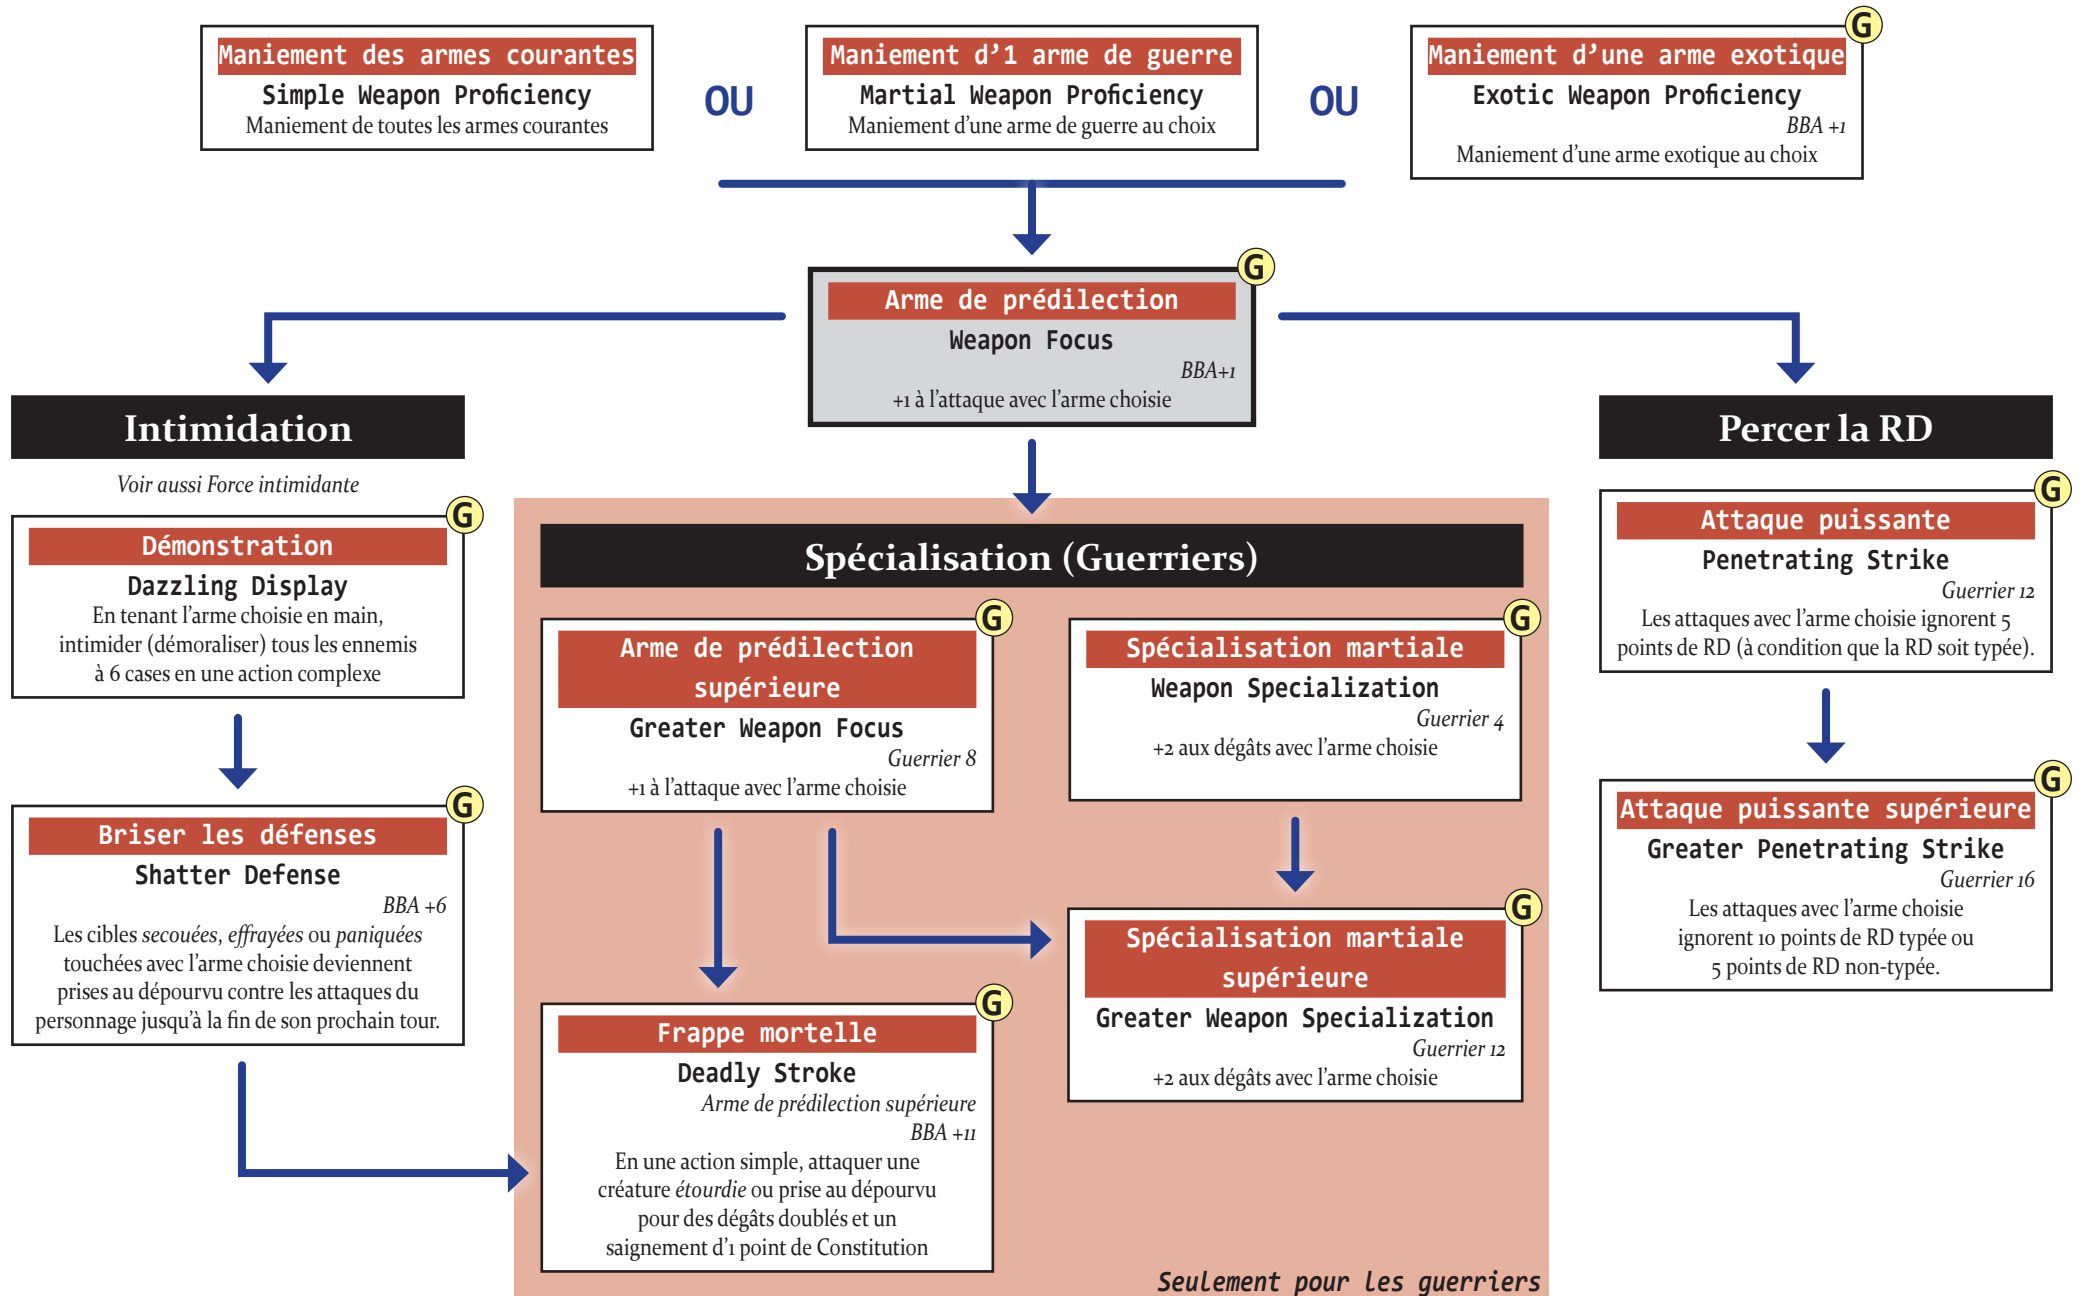 G
Maniement des armes courantes
Simple Weapon Proficiency
Maniement de toutes les armes courantes
OU
Maniement d’1 arme de guerre
Martial Weapon Proficiency
Maniement d’une arme de guerre au choix
OU
Maniement d’une arme exotique
Exotic Weapon Proficiency
BBA +1
Maniement d’une arme exotique au choix
G
Arme de prédilection
Weapon Focus
BBA+1
+1 à l’attaque avec l’arme choisie
Intimidation
Voir aussi Force intimidante
G
Démonstration
Dazzling Display
En tenant l’arme choisie en main,
intimider (démoraliser) tous les ennemis
à 6 cases en une action complexe
G
Briser les défenses
Shatter Defense
BBA +6
Les cibles secouées, effrayées ou paniquées
touchées avec l’arme choisie deviennent
prises au dépourvu contre les attaques du
personnage jusqu’à la fin de son prochain tour.
Spécialisation (Guerriers)
G
Arme de prédilection
supérieure
Greater Weapon Focus
Guerrier 8
+1 à l’attaque avec l’arme choisie
G
Spécialisation martiale
Weapon Specialization
Guerrier 4
+2 aux dégâts avec l’arme choisie
G
Spécialisation martiale
supérieure
Greater Weapon Specialization
Guerrier 12
+2 aux dégâts avec l’arme choisie
G
Frappe mortelle
Deadly Stroke
Arme de prédilection supérieure
BBA +11
En une action simple, attaquer une
créature étourdie ou prise au dépourvu
pour des dégâts doublés et un
saignement d’1 point de Constitution
Seulement pour les guerriers
Percer la RD
G
Attaque puissante
Penetrating Strike
Guerrier 12
Les attaques avec l’arme choisie ignorent 5
points de RD (à condition que la RD soit typée).
G
Attaque puissante supérieure
Greater Penetrating Strike
Guerrier 16
Les attaques avec l’arme choisie
ignorent 10 points de RD typée ou
5 points de RD non-typée.